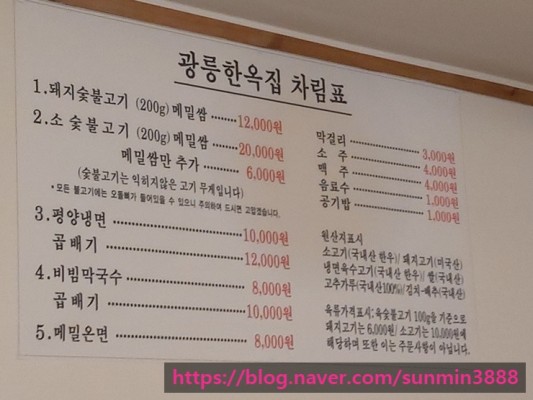 광릉한옥집 차림표
1.돼지숯불고기 (200g)메밀쌈 ······· 12,000원
2.소 숯불고기 (200g)메밀쌈 ······· 20,000원
메밀쌈만 추가 ······· 6,000원
(숯불고기는 익히지않은 고기 무게입니다)
*모든 불고기에는 오돌뼈가 들어있을 수 있으니 주의하여 드시면 고맙겠습니다.
3.평양냉면 ······· 10,000원
곱빼기 ······· 12,000원
4.비빔막국수 ······· 8,000원
곱빼기 ······· 10,000원
5.메밀온면 ······· 8,000원
막걸리 ······· 3,000원
소 주 ······· 4,000원
맥 주 ······· 4,000원
음료수 ······· 1,000원
공기밥 ······· 1,000원
원산지표시
소고기(국내산 한우)/ 돼지고기(미국산)
냉면육수고기(국내산 한우)/ 쌀(국내산)
고추가루(국내산100%)/ 김치-배추(국내산)
육류가격표시:육숯불고기 100g을 기준으로
돼지고기는 6.000원/ 소고기는 10.000원에
해당하며 또한 이는 주문사항이 아닙니다.
https://blog.naver.com/sunmin3888